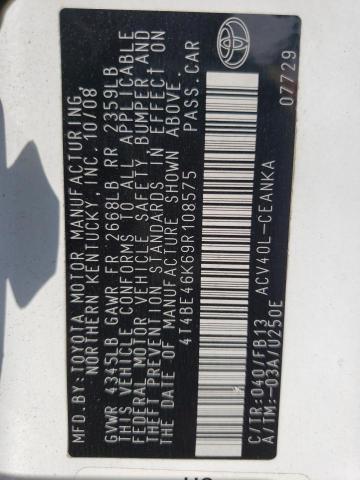 MFD.BY:TOYOTA MOTOR MANUFACTURING,
NORTHERN KENTUCKY, INC. 10/08
GVWR 4345LB GAWR FR 2668LB RR 2359LB
THIS VEHICLE CONFORMS TO ALL APPLICABLE
FEDERAL MOTOR VEHICLE SAFETY, BUMPER AND
THEFT PREVENTION STANDARDS IN EFFECT ON
THE DATE OF MANUFACTURE SHOWN ABOVE.
4T4BE46K69R108575 PASS. CAR
C/TR:040/FB13 ACV40L-CEANKA
A/TM:-03A/U250E 07729